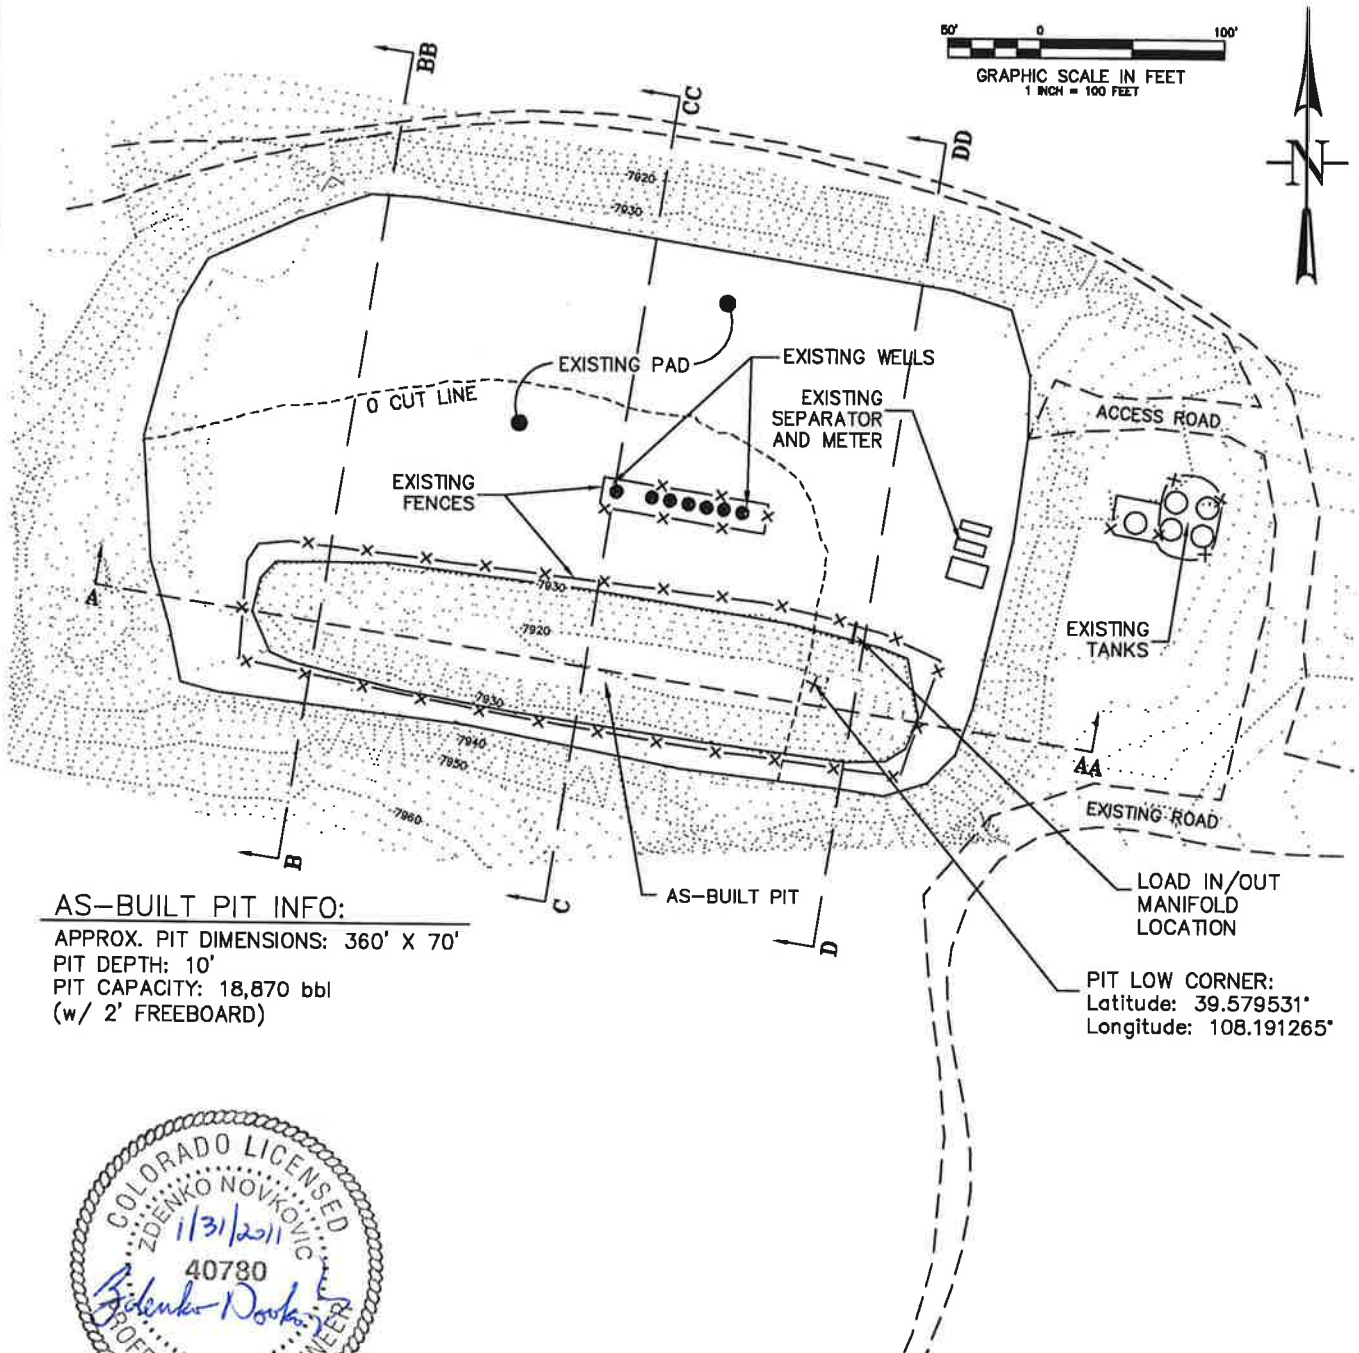 50' 0 100'
GRAPHIC SCALE IN FEET
1 INCH = 100 FEET
N
BB
CC
DD
7920
7930
EXISTING PAD
EXISTING WELLS
0 CUT LINE
EXISTING
SEPARATOR
AND METER
ACCESS ROAD
EXISTING
FENCES
A
7930
7920
EXISTING
TANKS
7930
7940
7950
7960
AA
EXISTING ROAD
B
C
D
AS-BUILT PIT
LOAD IN/OUT
MANIFOLD
LOCATION
AS-BUILT PIT INFO:
APPROX. PIT DIMENSIONS: 360' X 70'
PIT DEPTH: 10'
PIT CAPACITY: 18,870 bbl
(w/ 2' FREEBOARD)
PIT LOW CORNER:
Latitude: 39.579531°
Longitude: 108.191265°
COLORADO LICENSED
ZDENKO NOVKOVIC
1/31/2011
40780